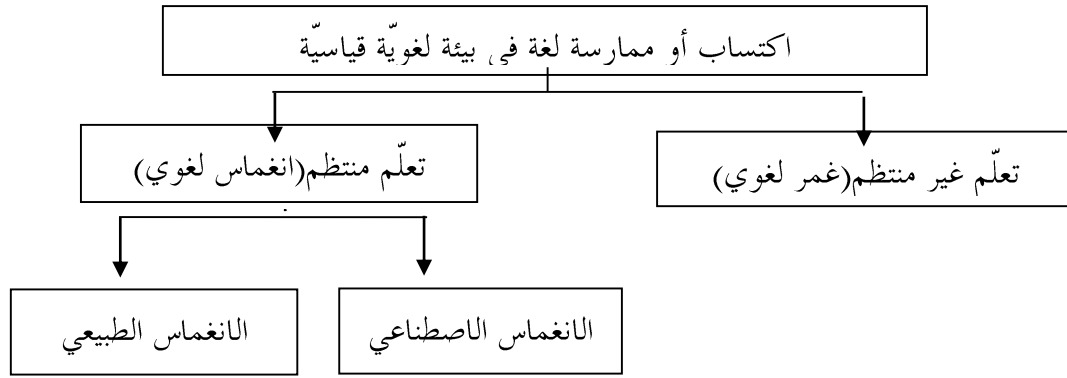 اكتساب أو ممارسة لغة في بيئة لغويّة قياسيّة
تعلّم غير منتظم(غمر لغوي)
تعلّم منتظم(انغماس لغوي)
الانغماس الاصطناعي
الانغماس الطبيعي